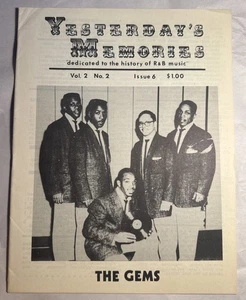 YESTERDAY'S
MEMORIES
dedicated to the history of R&B music
Vol. 2 No. 2 Issue 6 $1.00
THE GEMS